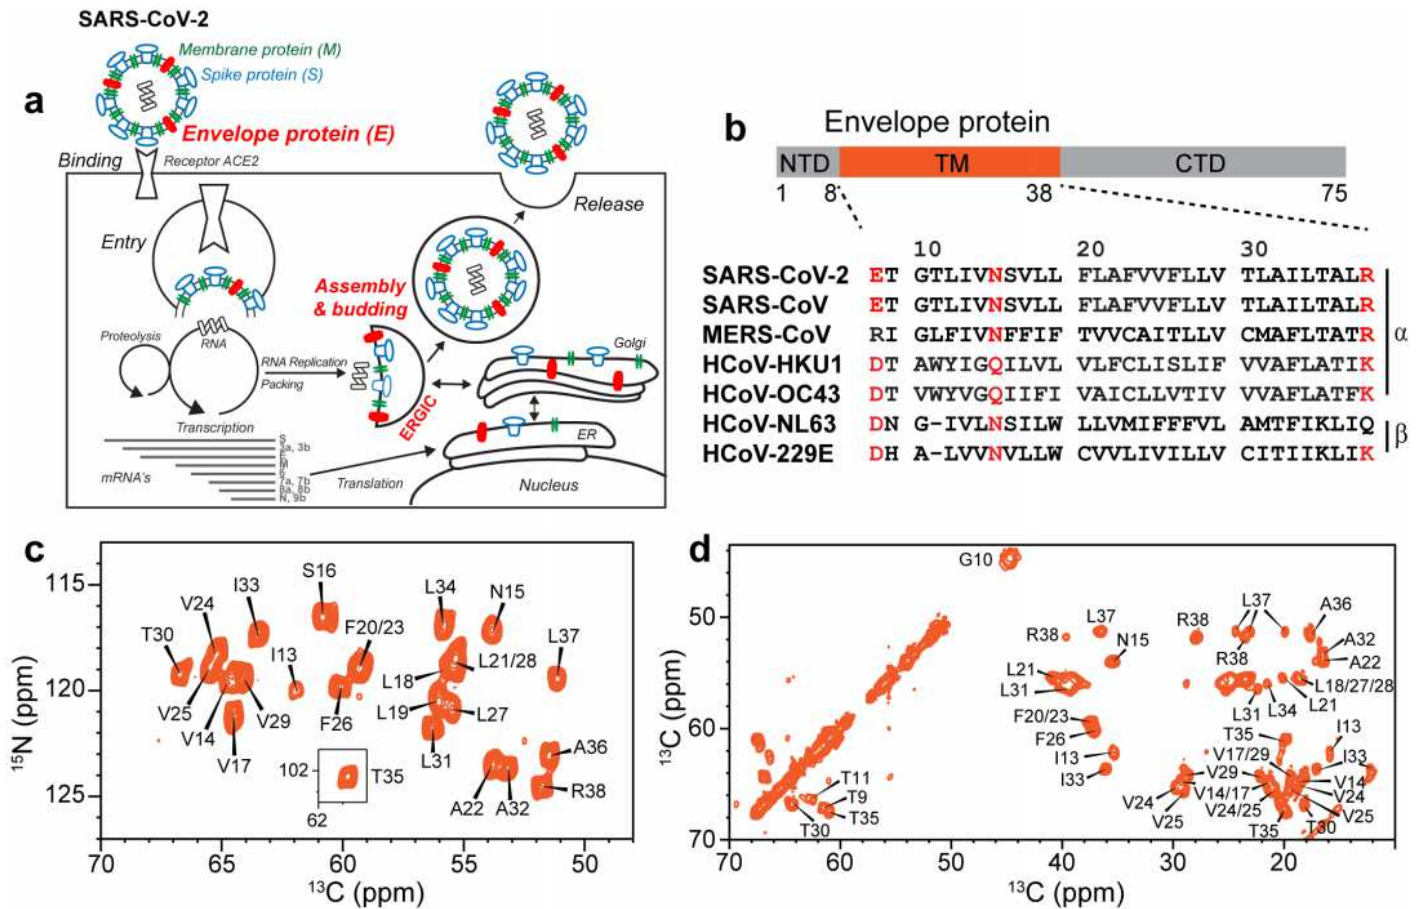 SARS-CoV-2
Membrane protein (M)
Spike protein (S)
a
Envelope protein (E)
Binding
Receptor ACE2
Release
Entry
Assembly
& budding
Proteolysis
RNA
RNA Replication
Packing
Golgi
ERGIC
Transcription
ER
S
3a, 3b
E
M
6
7a, 7b
8a, 8b
N, 9b
mRNA's
Translation
Nucleus
b
Envelope protein
NTD TM CTD
1 8 38 75
10 20 30
SARS-CoV-2 ET GTLIVNSVLL FLAFVVFLLV TLAILTALR
SARS-CoV ET GTLIVNSVLL FLAFVVFLLV TLAILTALR
MERS-CoV RI GLFIVNFFIF TVVCAITLLV CMAFLTATR
HCoV-HKU1 DT AWYIGQILVL VLFCLISLIF VVAFLATIK
HCoV-OC43 DT VWYVGQIIFI VAICLLVTIV VVAFLATFK
HCoV-NL63 DN G-IVLNSILW LLVMIFFFVL AMTFIKLIQ
HCoV-229E DH A-LVVNVLLW CVVLIVILLV CITIIKLIK
α
β
c
115
120
125
15N (ppm)
70 65 60 55 50
13C (ppm)
S16
I33
V24
T30
L34
N15
F20/23
L37
I13
L21/28
L18
V25
V29
F26
L19
L27
V14
V17
L31
A36
T35
102
62
A22
A32
R38
d
50
60
70
13C (ppm)
70 60 50 40 30 20
13C (ppm)
G10
L37
R38
N15
R38
L37
A36
R38
A32
A22
L21
L31
L18/27/28
L21
L34
L31
F20/23
F26
I13
I33
T35
I13
V17/29
I33
V29
V14
V24
V14/17
V24
V25
V24/25
V25
T35
T30
T11
T9
T35
T30